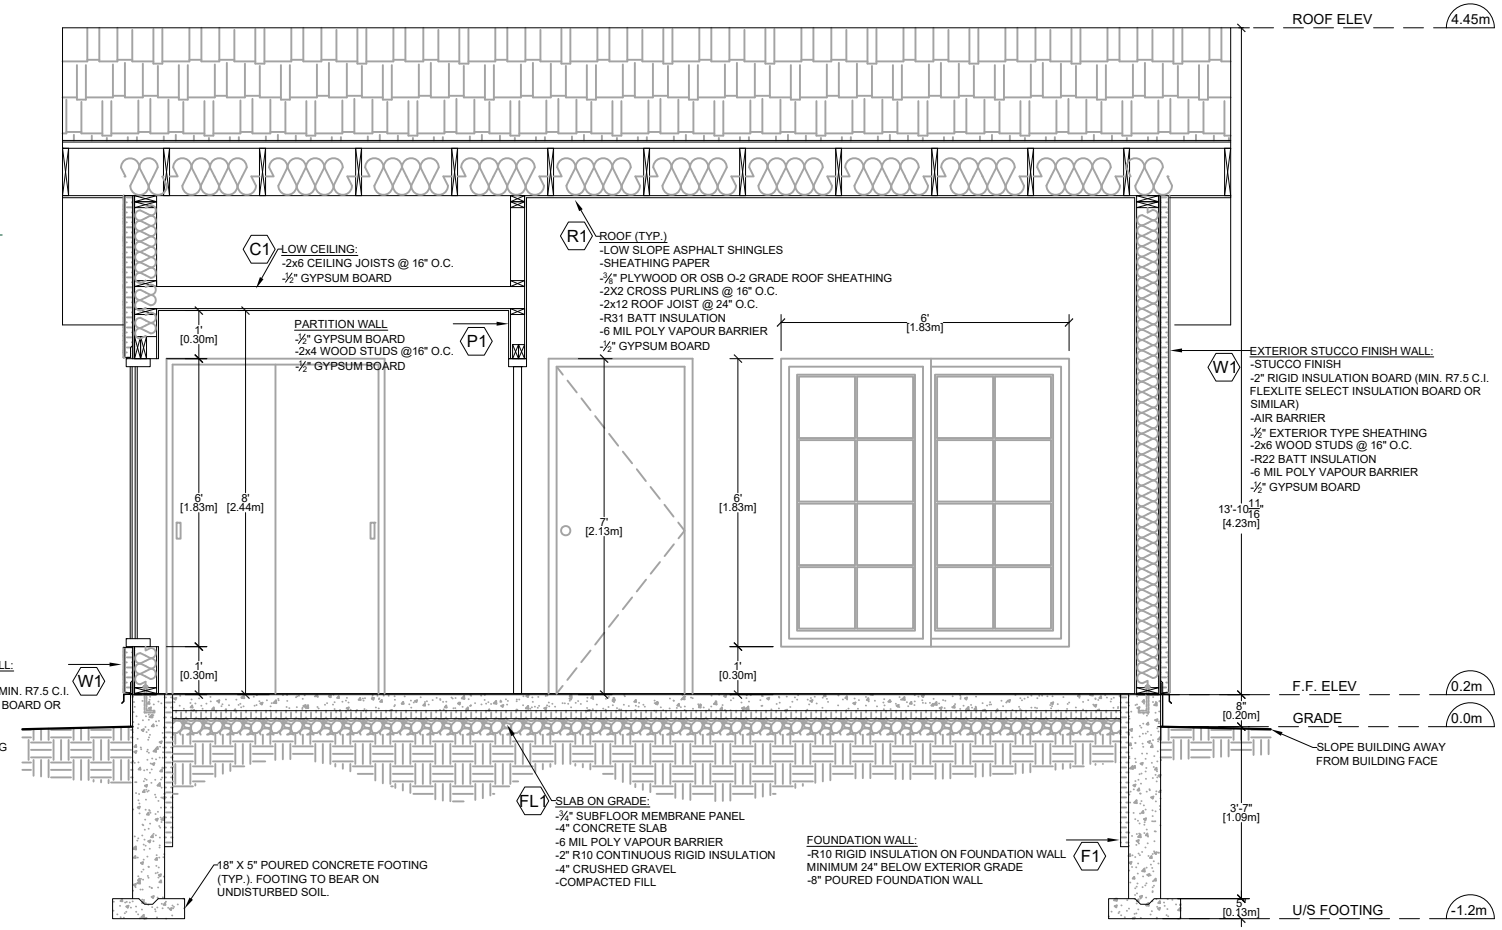 ROOF ELEV
4.45m
C1
LOW CEILING:
-2x6 CEILING JOISTS @ 16" O.C.
-½" GYPSUM BOARD
R1
ROOF (TYP.)
-LOW SLOPE ASPHALT SHINGLES
-SHEATHING PAPER
-⅜" PLYWOOD OR OSB O-2 GRADE ROOF SHEATHING
-2X2 CROSS PURLINS @ 16" O.C.
-2x12 ROOF JOIST @ 24" O.C.
-R31 BATT INSULATION
-6 MIL POLY VAPOUR BARRIER
-½" GYPSUM BOARD
PARTITION WALL
-½" GYPSUM BOARD
-2x4 WOOD STUDS @16" O.C.
-½" GYPSUM BOARD
P1
1'
[0.30m]
6'
[1.83m]
W1
EXTERIOR STUCCO FINISH WALL:
-STUCCO FINISH
-2" RIGID INSULATION BOARD (MIN. R7.5 C.I.
FLEXLITE SELECT INSULATION BOARD OR
SIMILAR)
-AIR BARRIER
-½" EXTERIOR TYPE SHEATHING
-2x6 WOOD STUDS @ 16" O.C.
-R22 BATT INSULATION
-6 MIL POLY VAPOUR BARRIER
-½" GYPSUM BOARD
6'
[1.83m]
8'
[2.44m]
7'
[2.13m]
6'
[1.83m]
13'-10 11/16"
[4.23m]
1'
[0.30m]
1'
[0.30m]
LL:
W1
MIN. R7.5 C.I.
BOARD OR
G
F.F. ELEV
0.2m
8"
[0.20m]
GRADE
0.0m
SLOPE BUILDING AWAY
FROM BUILDING FACE
FL1
SLAB ON GRADE:
-¾" SUBFLOOR MEMBRANE PANEL
-4" CONCRETE SLAB
-6 MIL POLY VAPOUR BARRIER
-2" R10 CONTINUOUS RIGID INSULATION
-4" CRUSHED GRAVEL
-COMPACTED FILL
FOUNDATION WALL:
-R10 RIGID INSULATION ON FOUNDATION WALL
MINIMUM 24" BELOW EXTERIOR GRADE
-8" POURED FOUNDATION WALL
F1
3'-7"
[1.09m]
18" X 5" POURED CONCRETE FOOTING
(TYP.). FOOTING TO BEAR ON
UNDISTURBED SOIL.
5"
[0.13m]
U/S FOOTING
-1.2m